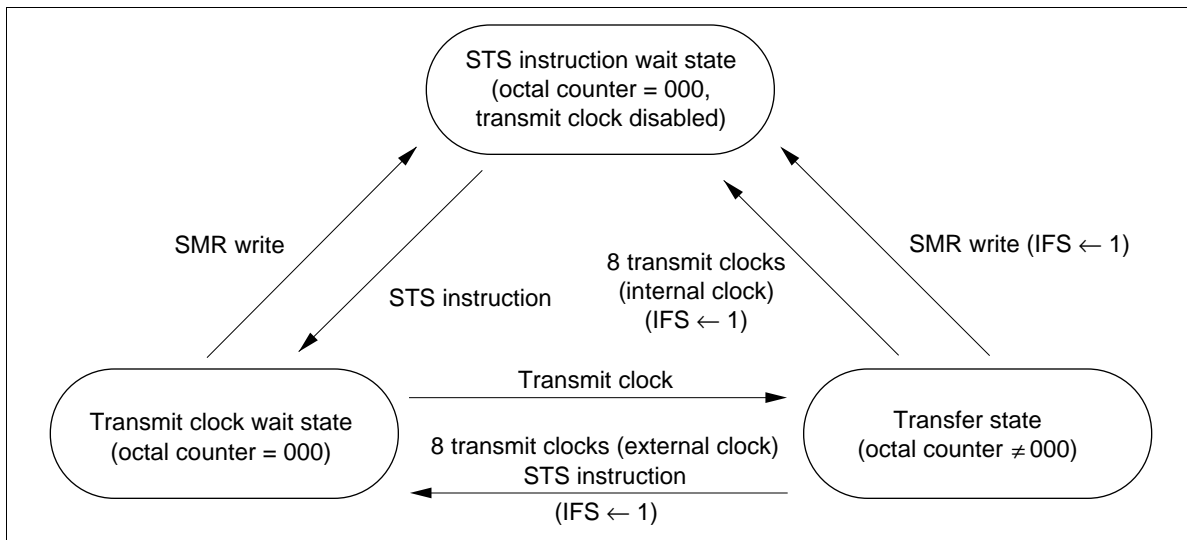 STS instruction wait state
(octal counter = 000,
transmit clock disabled)
SMR write
STS instruction
8 transmit clocks
(internal clock)
(IFS ← 1)
SMR write (IFS ← 1)
Transmit clock wait state
(octal counter = 000)
Transmit clock
8 transmit clocks (external clock)
STS instruction
(IFS ← 1)
Transfer state
(octal counter ≠ 000)